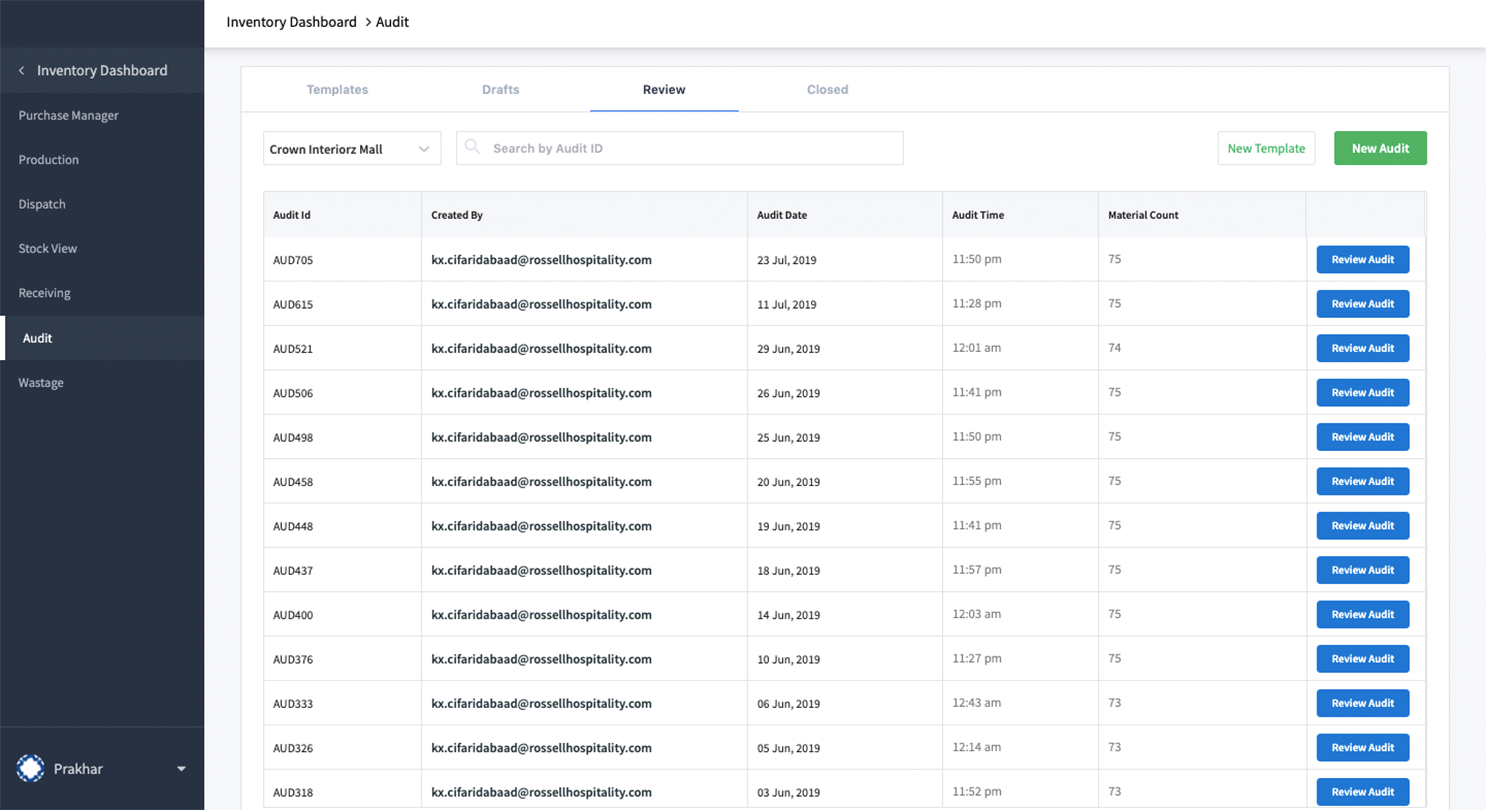 Inventory Dashboard > Audit
Inventory Dashboard
Purchase Manager
Production
Dispatch
Stock View
Receiving
Audit
Wastage
Prakhar
Templates Drafts Review Closed
Crown Interiorz Mall Search by Audit ID New Template New Audit
Audit Id Created By Audit Date Audit Time Material Count
AUD705 kx.cifaridabaad@rossellhospitality.com 23 Jul, 2019 11:50 pm 75 Review Audit
AUD615 kx.cifaridabaad@rossellhospitality.com 11 Jul, 2019 11:28 pm 75 Review Audit
AUD521 kx.cifaridabaad@rossellhospitality.com 29 Jun, 2019 12:01 am 74 Review Audit
AUD506 kx.cifaridabaad@rossellhospitality.com 26 Jun, 2019 11:41 pm 75 Review Audit
AUD498 kx.cifaridabaad@rossellhospitality.com 25 Jun, 2019 11:50 pm 75 Review Audit
AUD458 kx.cifaridabaad@rossellhospitality.com 20 Jun, 2019 11:55 pm 75 Review Audit
AUD448 kx.cifaridabaad@rossellhospitality.com 19 Jun, 2019 11:41 pm 75 Review Audit
AUD437 kx.cifaridabaad@rossellhospitality.com 18 Jun, 2019 11:57 pm 75 Review Audit
AUD400 kx.cifaridabaad@rossellhospitality.com 14 Jun, 2019 12:03 am 75 Review Audit
AUD376 kx.cifaridabaad@rossellhospitality.com 10 Jun, 2019 11:27 pm 75 Review Audit
AUD333 kx.cifaridabaad@rossellhospitality.com 06 Jun, 2019 12:43 am 73 Review Audit
AUD326 kx.cifaridabaad@rossellhospitality.com 05 Jun, 2019 12:14 am 73 Review Audit
AUD318 kx.cifaridabaad@rossellhospitality.com 03 Jun, 2019 11:52 pm 73 Review Audit